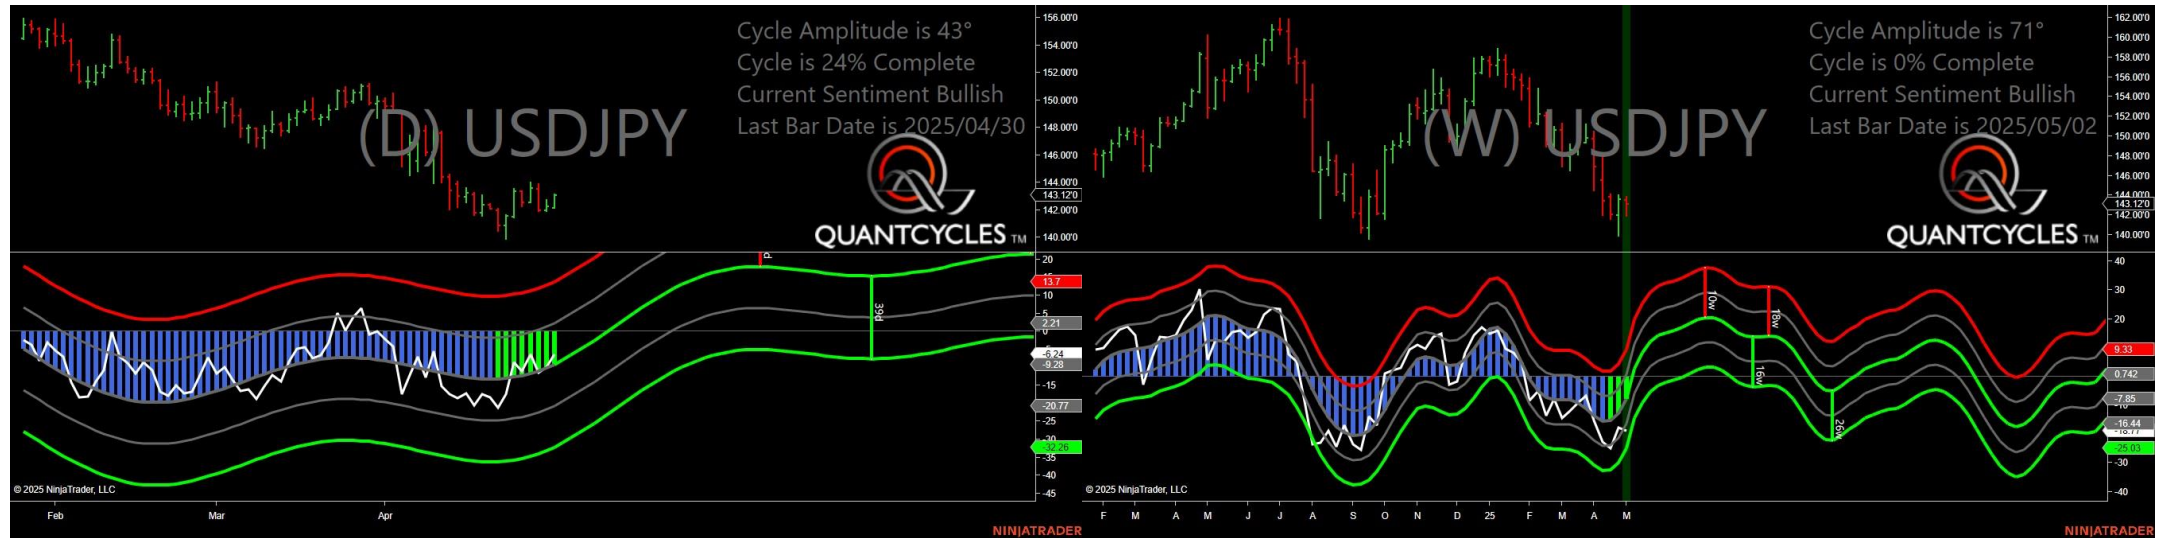 Cycle Amplitude is 43°
Cycle is 24% Complete
Current Sentiment Bullish
Last Bar Date is 2025/04/30
(D) USDJPY
QUANTCYCLES TM
156.00'0
154.00'0
152.00'0
150.00'0
148.00'0
146.00'0
144.00'0
143.12'0
142.00'0
140.00'0
39d
20
13.7
10
5
2.21
-6.24
-9.28
-15
-20.77
-25
-32.26
-35
-40
-45
© 2025 NinjaTrader, LLC
Feb Mar Apr
NINJATRADER
Cycle Amplitude is 71°
Cycle is 0% Complete
Current Sentiment Bullish
Last Bar Date is 2025/05/02
(W) USDJPY
QUANTCYCLES TM
162.00'0
160.00'0
158.00'0
156.00'0
154.00'0
152.00'0
150.00'0
148.00'0
146.00'0
144.00'0
143.12'0
142.00'0
140.00'0
10w
18w
16w
26w
40
30
20
9.33
0.742
-7.85
-16.44
-25.03
-30
-40
© 2025 NinjaTrader, LLC
F M A M J J A S O N D 25 F M A M
NINJATRADER